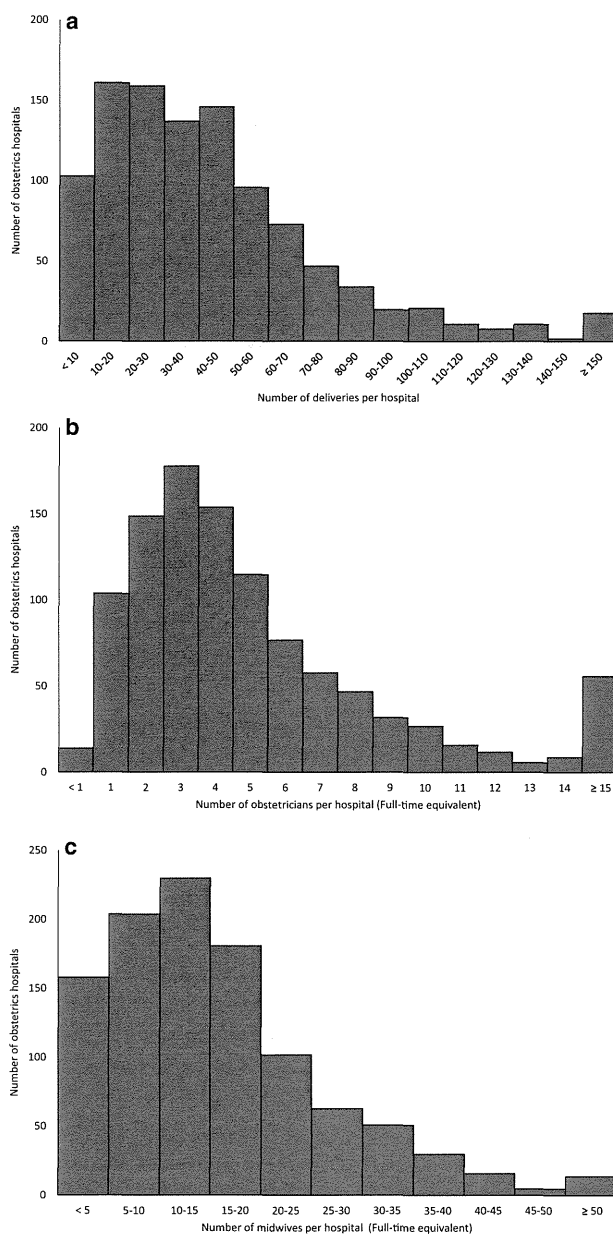 a
200
150
100
50
0
Number of obstetrics hospitals
< 10 10-20 20-30 30-40 40-50 50-60 60-70 70-80 80-90 90-100 100-110 110-120 120-130 130-140 140-150 ≥ 150
Number of deliveries per hospital
b
200
150
100
50
0
Number of obstetrics hospitals
< 1 1 2 3 4 5 6 7 8 9 10 11 12 13 14 ≥ 15
Number of obstetricians per hospital (Full-time equivalent)
c
250
200
150
100
50
0
Number of obstetrics hospitals
< 5 5-10 10-15 15-20 20-25 25-30 30-35 35-40 40-45 45-50 ≥ 50
Number of midwives per hospital (Full-time equivalent)